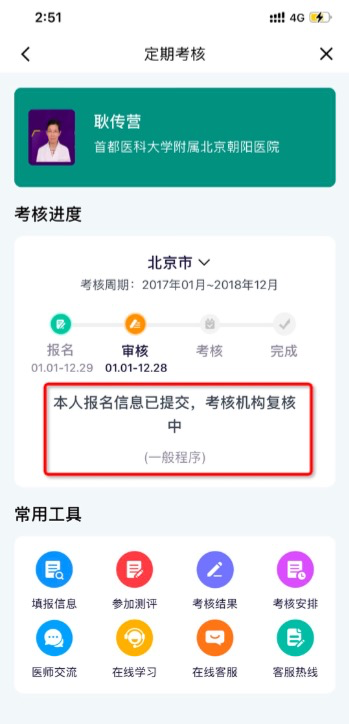 2:51
4G
定期考核
耿传营
首都医科大学附属北京朝阳医院
考核进度
北京市
考核周期：2017年01月~2018年12月
报名 审核 考核 完成
01.01-12.29 01.01-12.28
本人报名信息已提交，考核机构复核
中
(一般程序)
常用工具
填报信息 参加测评 考核结果 考核安排
医师交流 在线学习 在线客服 客服热线